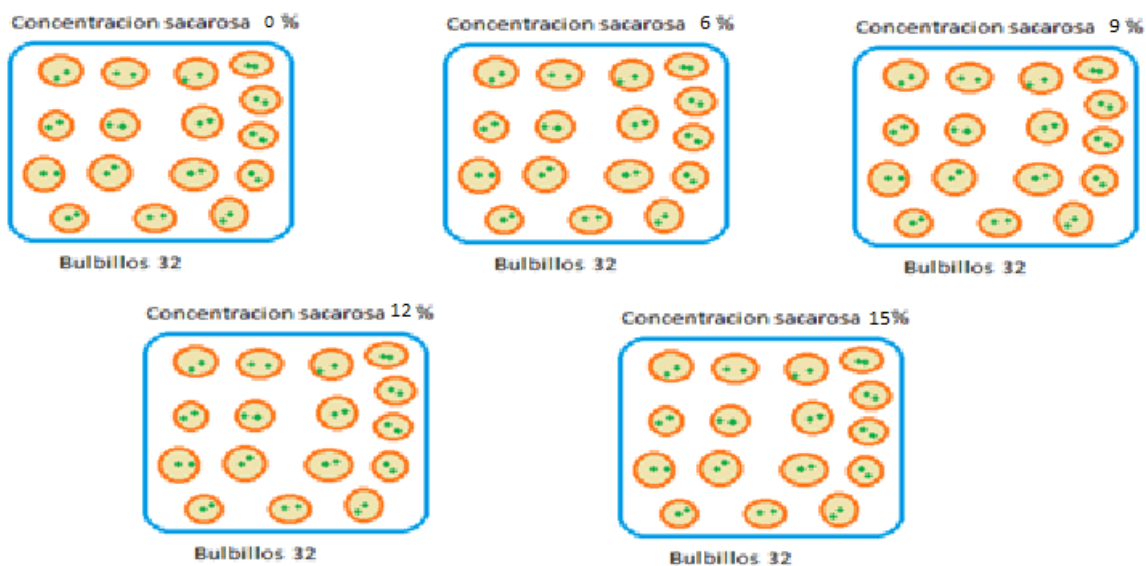 Concentracion sacarosa 0 %
Concentracion sacarosa 6 %
Concentracion sacarosa 9 %
Bulbillos 32
Bulbillos 32
Bulbillos 32
Concentracion sacarosa 12 %
Concentracion sacarosa 15%
Bulbillos 32
Bulbillos 32